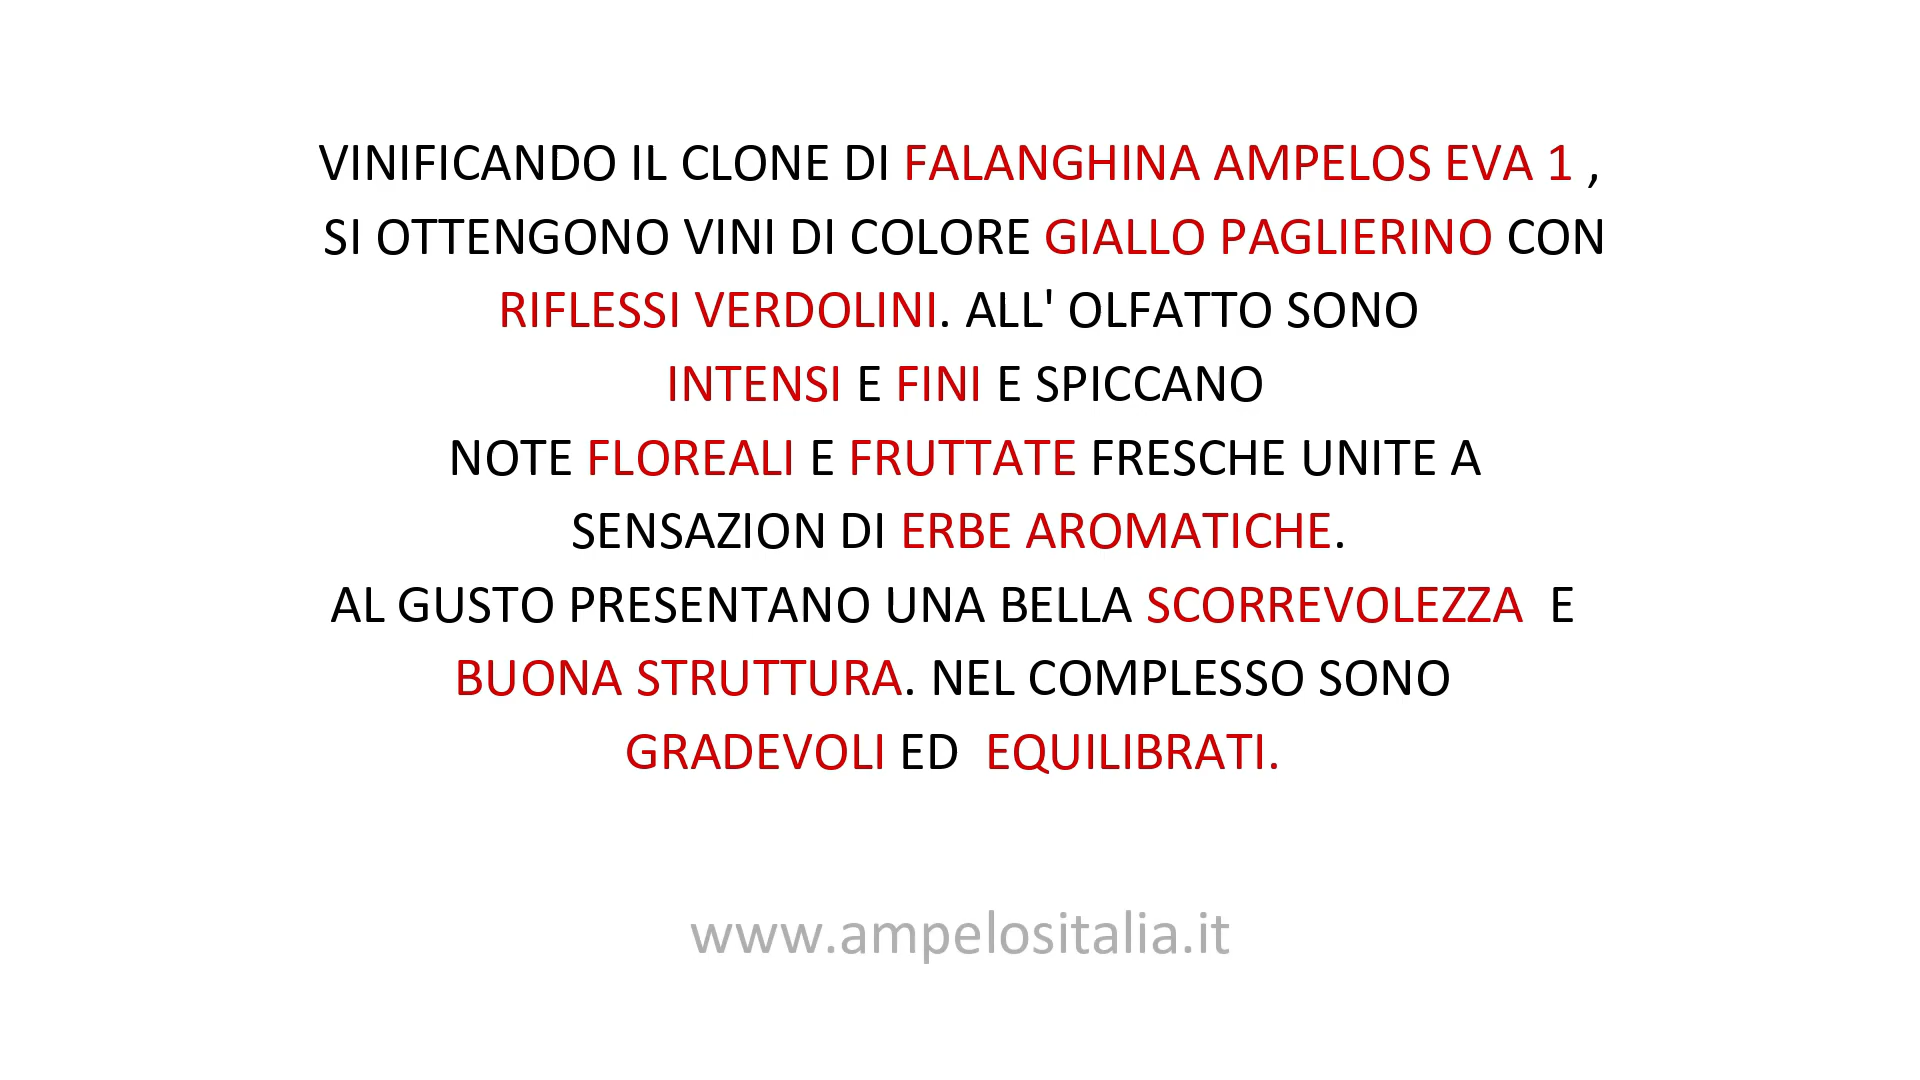 VINIFICANDO IL CLONE DI FALANGHINA AMPELOS EVA 1 ,
SI OTTENGONO VINI DI COLORE GIALLO PAGLIERINO CON
RIFLESSI VERDOLINI. ALL' OLFATTO SONO
INTENSI E FINI E SPICCANO
NOTE FLOREALI E FRUTTATE FRESCHE UNITE A
SENSAZION DI ERBE AROMATICHE.
AL GUSTO PRESENTANO UNA BELLA SCORREVOLEZZA  E
BUONA STRUTTURA. NEL COMPLESSO SONO
GRADEVOLI ED  EQUILIBRATI.
www.ampelositalia.it